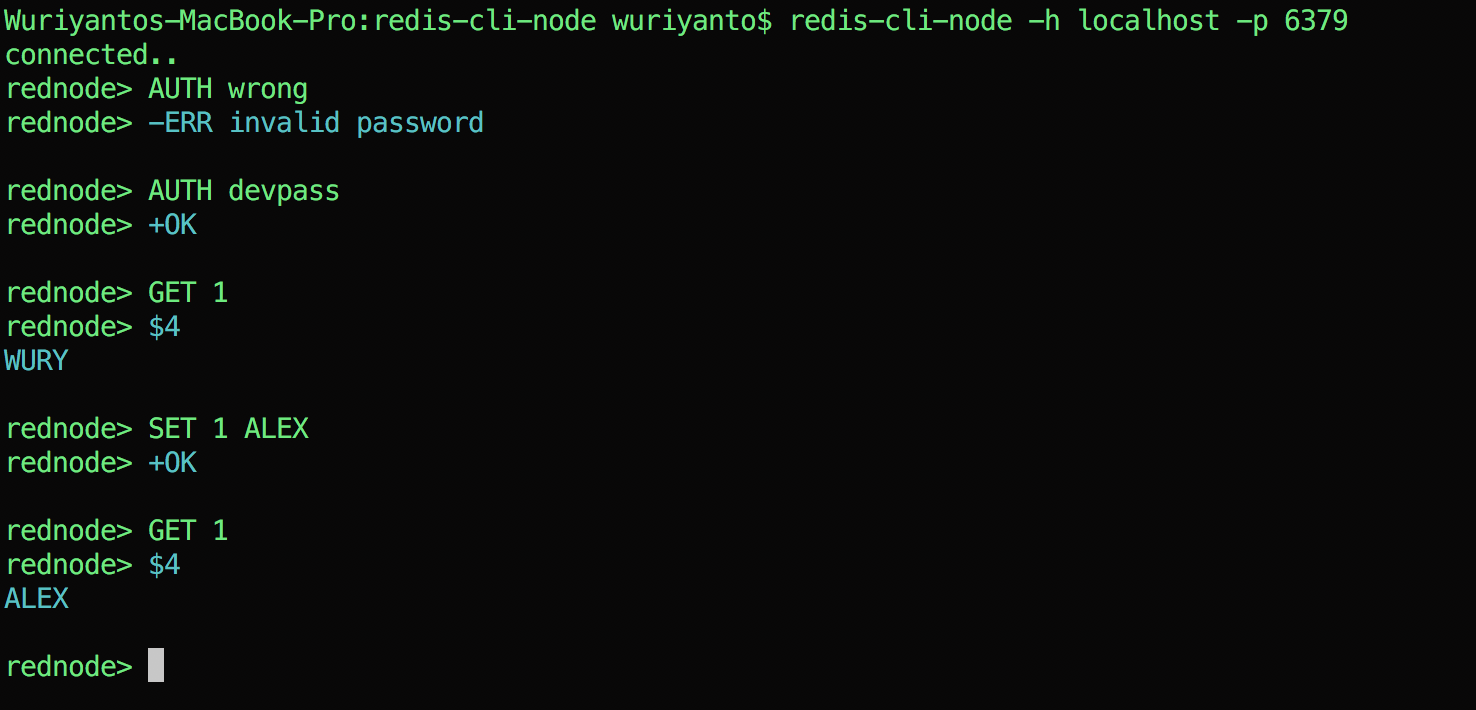 Wuriyantos-MacBook-Pro:redis-cli-node wuriyanto$ redis-cli-node -h localhost -p 6379
connected..
rednode> AUTH wrong
rednode> -ERR invalid password
rednode> AUTH devpass
rednode> +OK
rednode> GET 1
rednode> $4
WURY
rednode> SET 1 ALEX
rednode> +OK
rednode> GET 1
rednode> $4
ALEX
rednode>